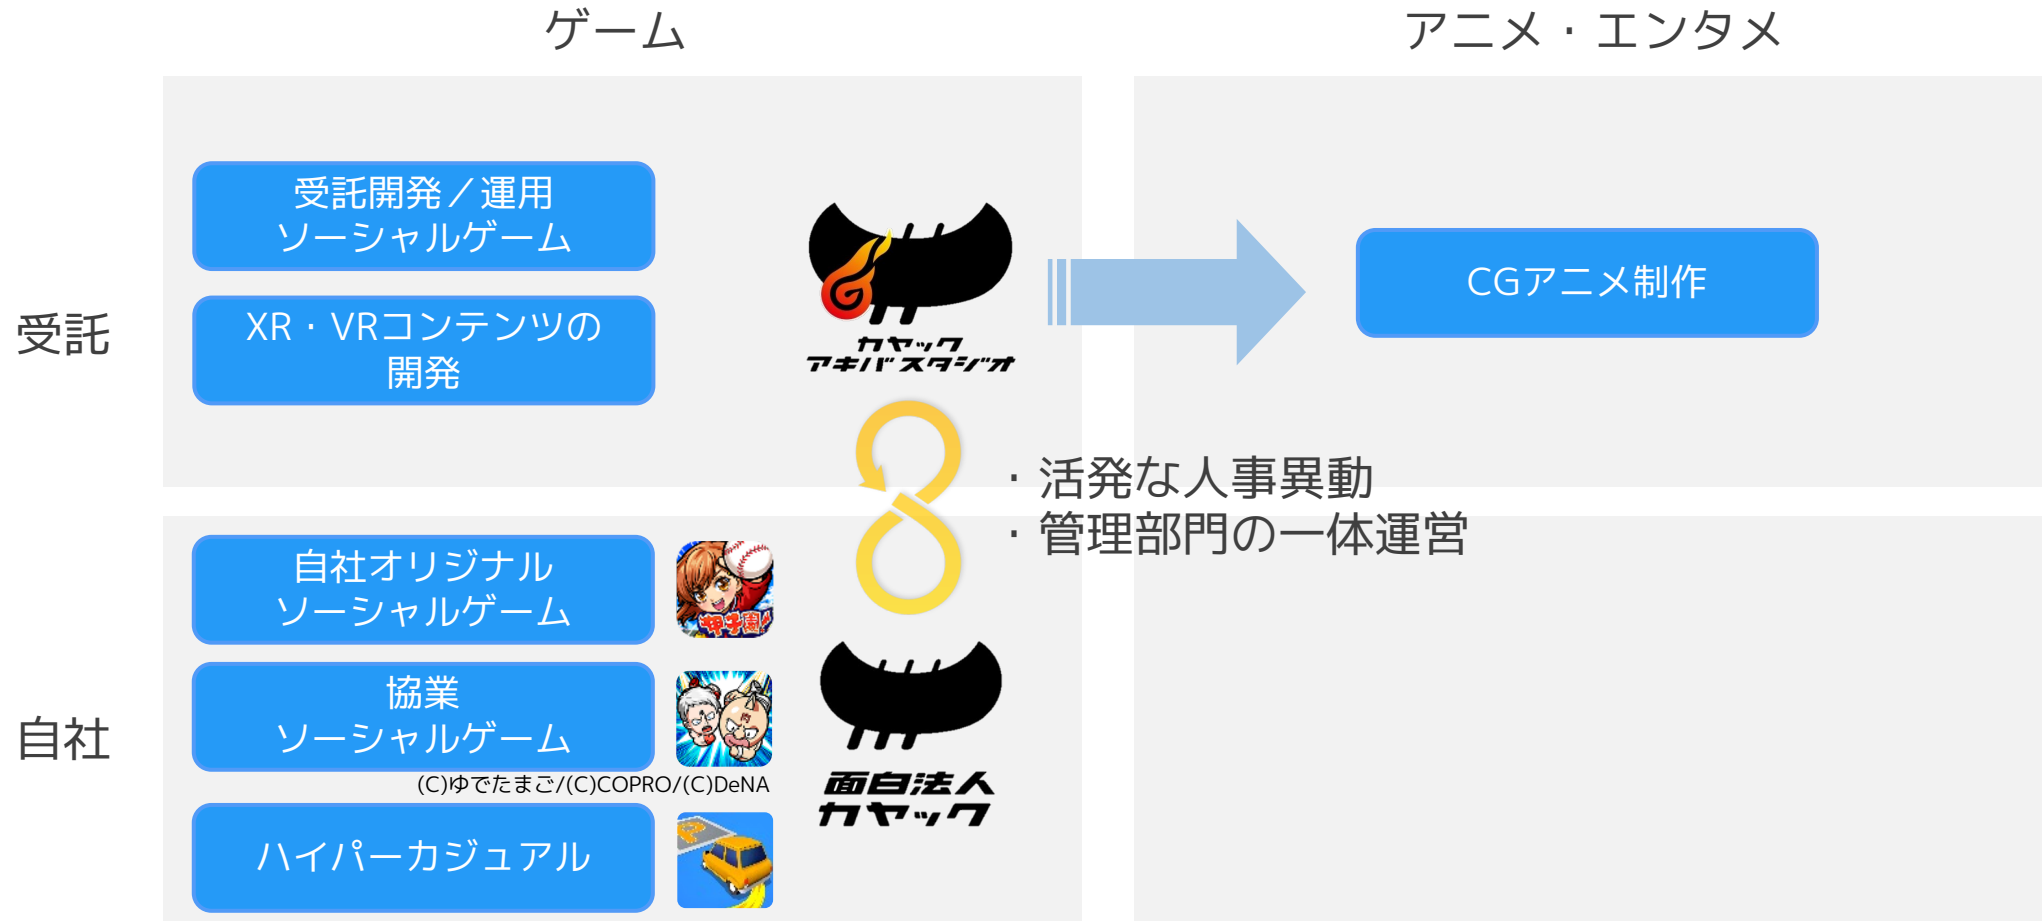 ゲーム
アニメ・エンタメ
受託
受託開発／運用
ソーシャルゲーム
XR・VRコンテンツの
開発
カヤック
アキバスタジオ
CGアニメ制作
・活発な人事異動
・管理部門の一体運営
自社
自社オリジナル
ソーシャルゲーム
甲子園
協業
ソーシャルゲーム
(C)ゆでたまご/(C)COPRO/(C)DeNA
ハイパーカジュアル
面白法人
カヤック